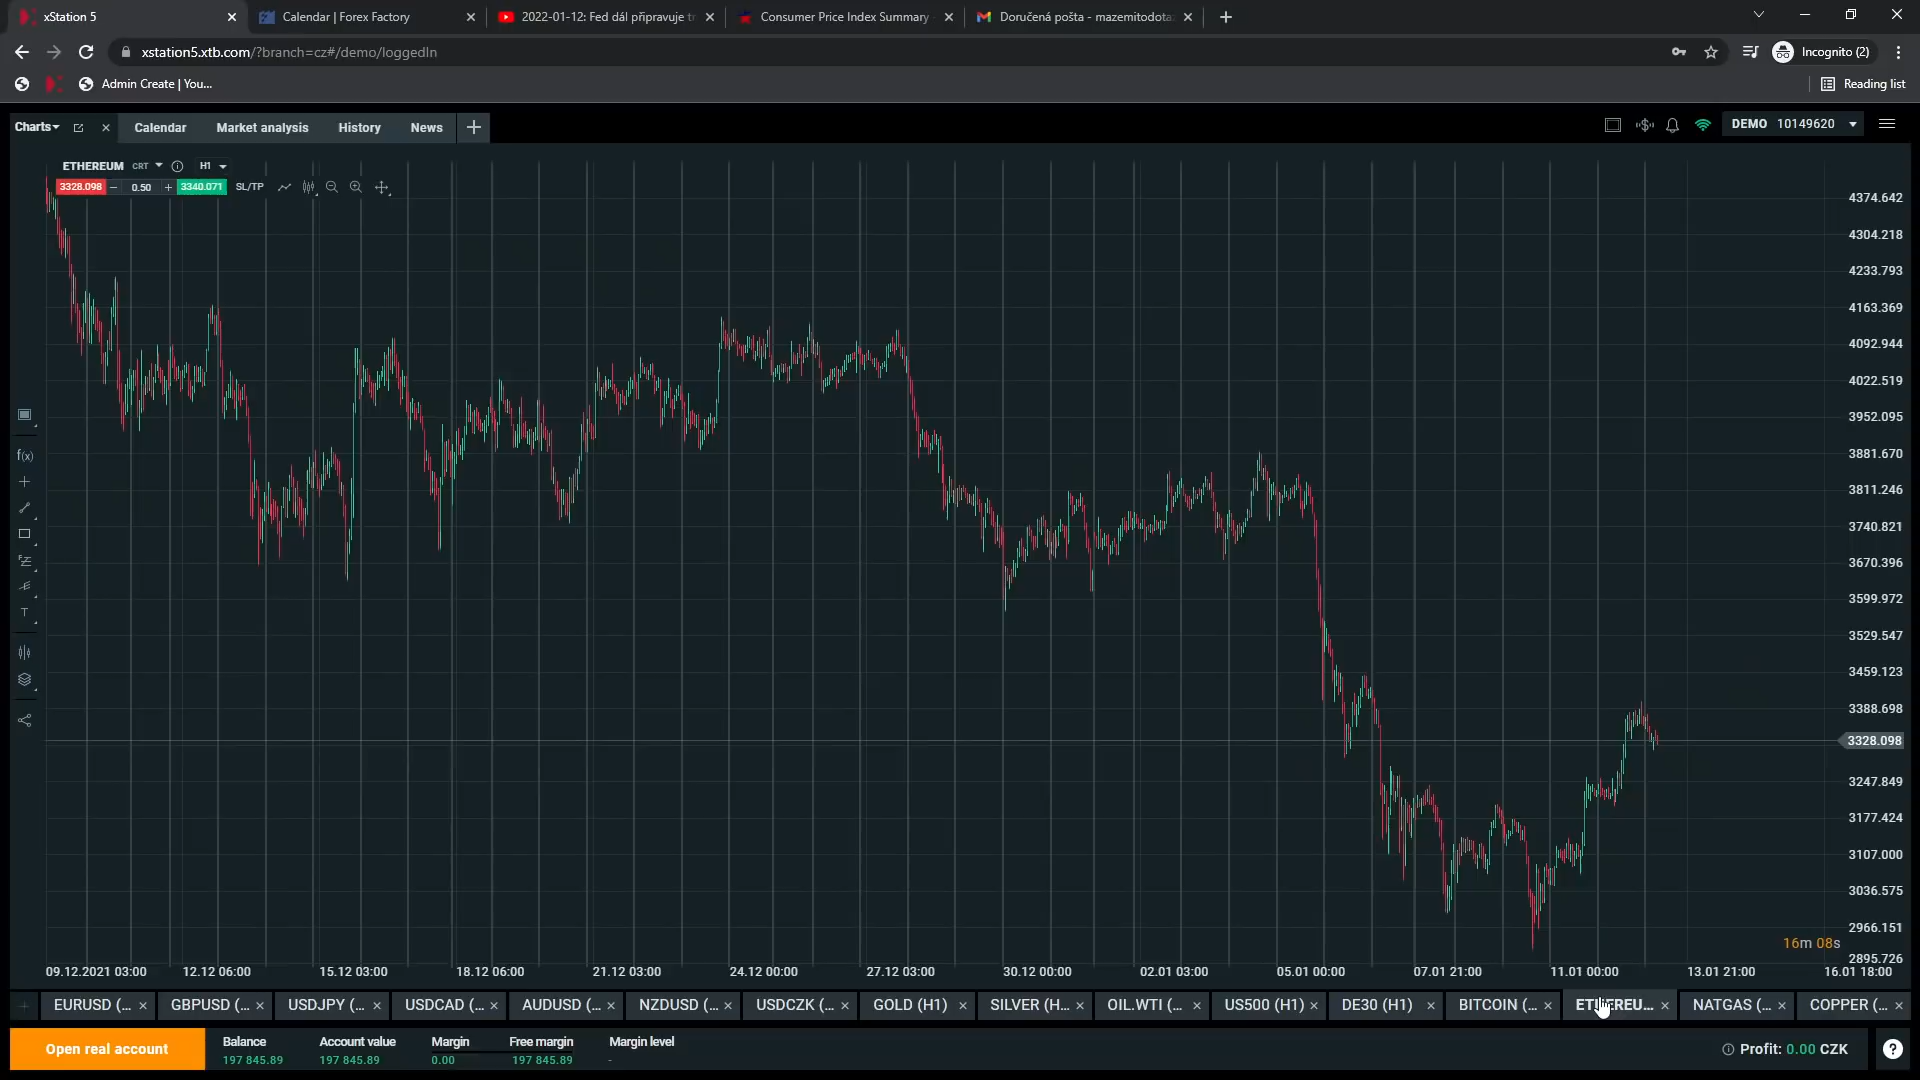 xStation 5
Calendar | Forex Factory
2022-01-12: Fed dál připravuje tr
Consumer Price Index Summary
Doručená pošta - mazemitodota
xstation5.xtb.com/?branch=cz#/demo/loggedIn
Incognito (2)
Admin Create | You...
Reading list
Charts
Calendar
Market analysis
History
News
DEMO 10149620
ETHEREUM CRT H1
3328.098 − 0.50 + 3340.071 SL/TP
4374.642
4304.218
4233.793
4163.369
4092.944
4022.519
3952.095
f(x)
3881.670
3811.246
3740.821
3670.396
3599.972
T
3529.547
3459.123
3388.698
3328.098
3247.849
3177.424
3107.000
3036.575
2966.151
16m 08s
2895.726
09.12.2021 03:00
12.12 06:00
15.12 03:00
18.12 06:00
21.12 03:00
24.12 00:00
27.12 03:00
30.12 00:00
02.01 03:00
05.01 00:00
07.01 21:00
11.01 00:00
13.01 21:00
16.01 18:00
EURUSD (...
GBPUSD (...
USDJPY (...
USDCAD (...
AUDUSD (...
NZDUSD (...
USDCZK (...
GOLD (H1)
SILVER (H...
OIL.WTI (...
US500 (H1)
DE30 (H1)
BITCOIN (...
ETHEREU...
NATGAS (...
COPPER (...
Open real account
Balance
197 845.89
Account value
197 845.89
Margin
0.00
Free margin
197 845.89
Margin level
-
Profit: 0.00 CZK
?